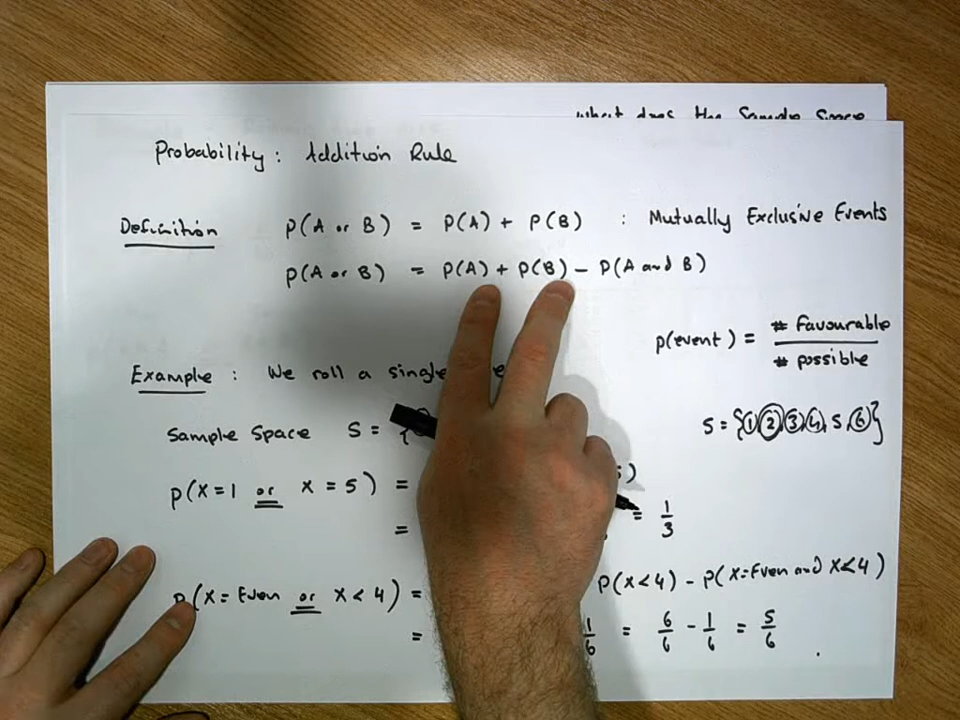 What does the Sample Space
Probability: Addition Rule
Definition P(A or B) = P(A) + P(B) : Mutually Exclusive Events
P(A or B) = P(A) + P(B) - P(A and B)
p(event) = # favourable / # possible
Example : We roll a single
Sample Space S = {
S = {1,2,3,4,5,6}
P(X=1 or X=5) =
= = 1/3
P(X=Even or X<4) = P(X<4) - P(X=Even and X<4)
= 1/6 = 6/6 - 1/6 = 5/6